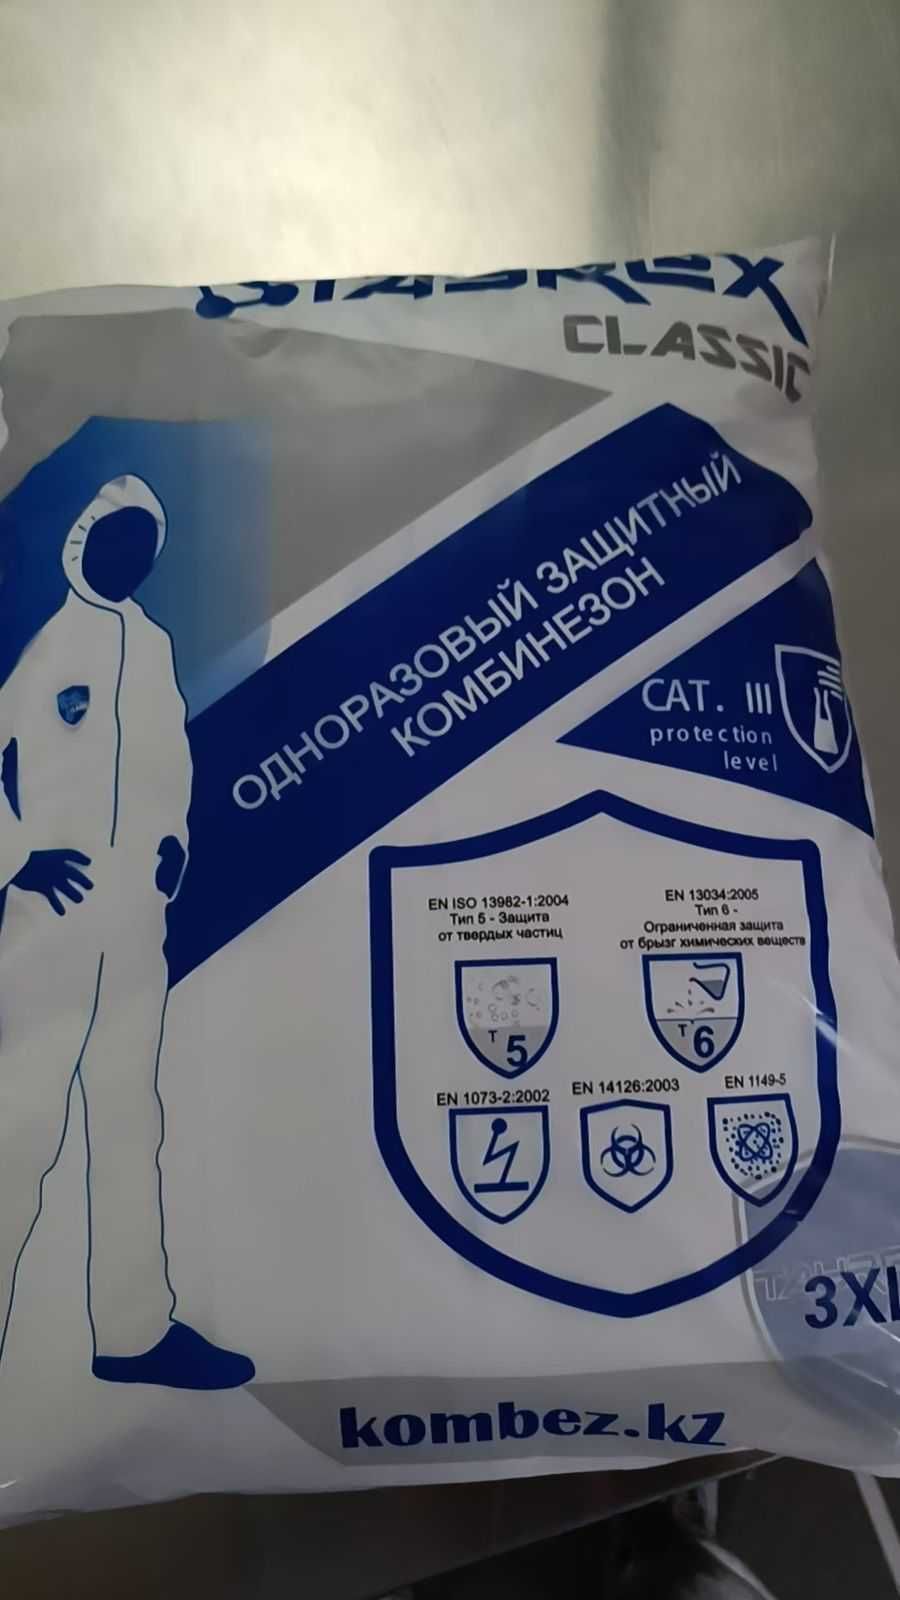 CLASSIC
ОДНОРАЗОВЫЙ ЗАЩИТНЫЙ
КОМБИНЕЗОН
CAT. III
protection
level
EN ISO 13982-1:2004
Тип 5 - Защита
от твердых частиц
EN 13034:2005
Тип 6 -
Ограниченная защита
от брызг химических веществ
T 5
T 6
EN 1073-2:2002
EN 14126:2003
EN 1149-5
3XL
kombez.kz